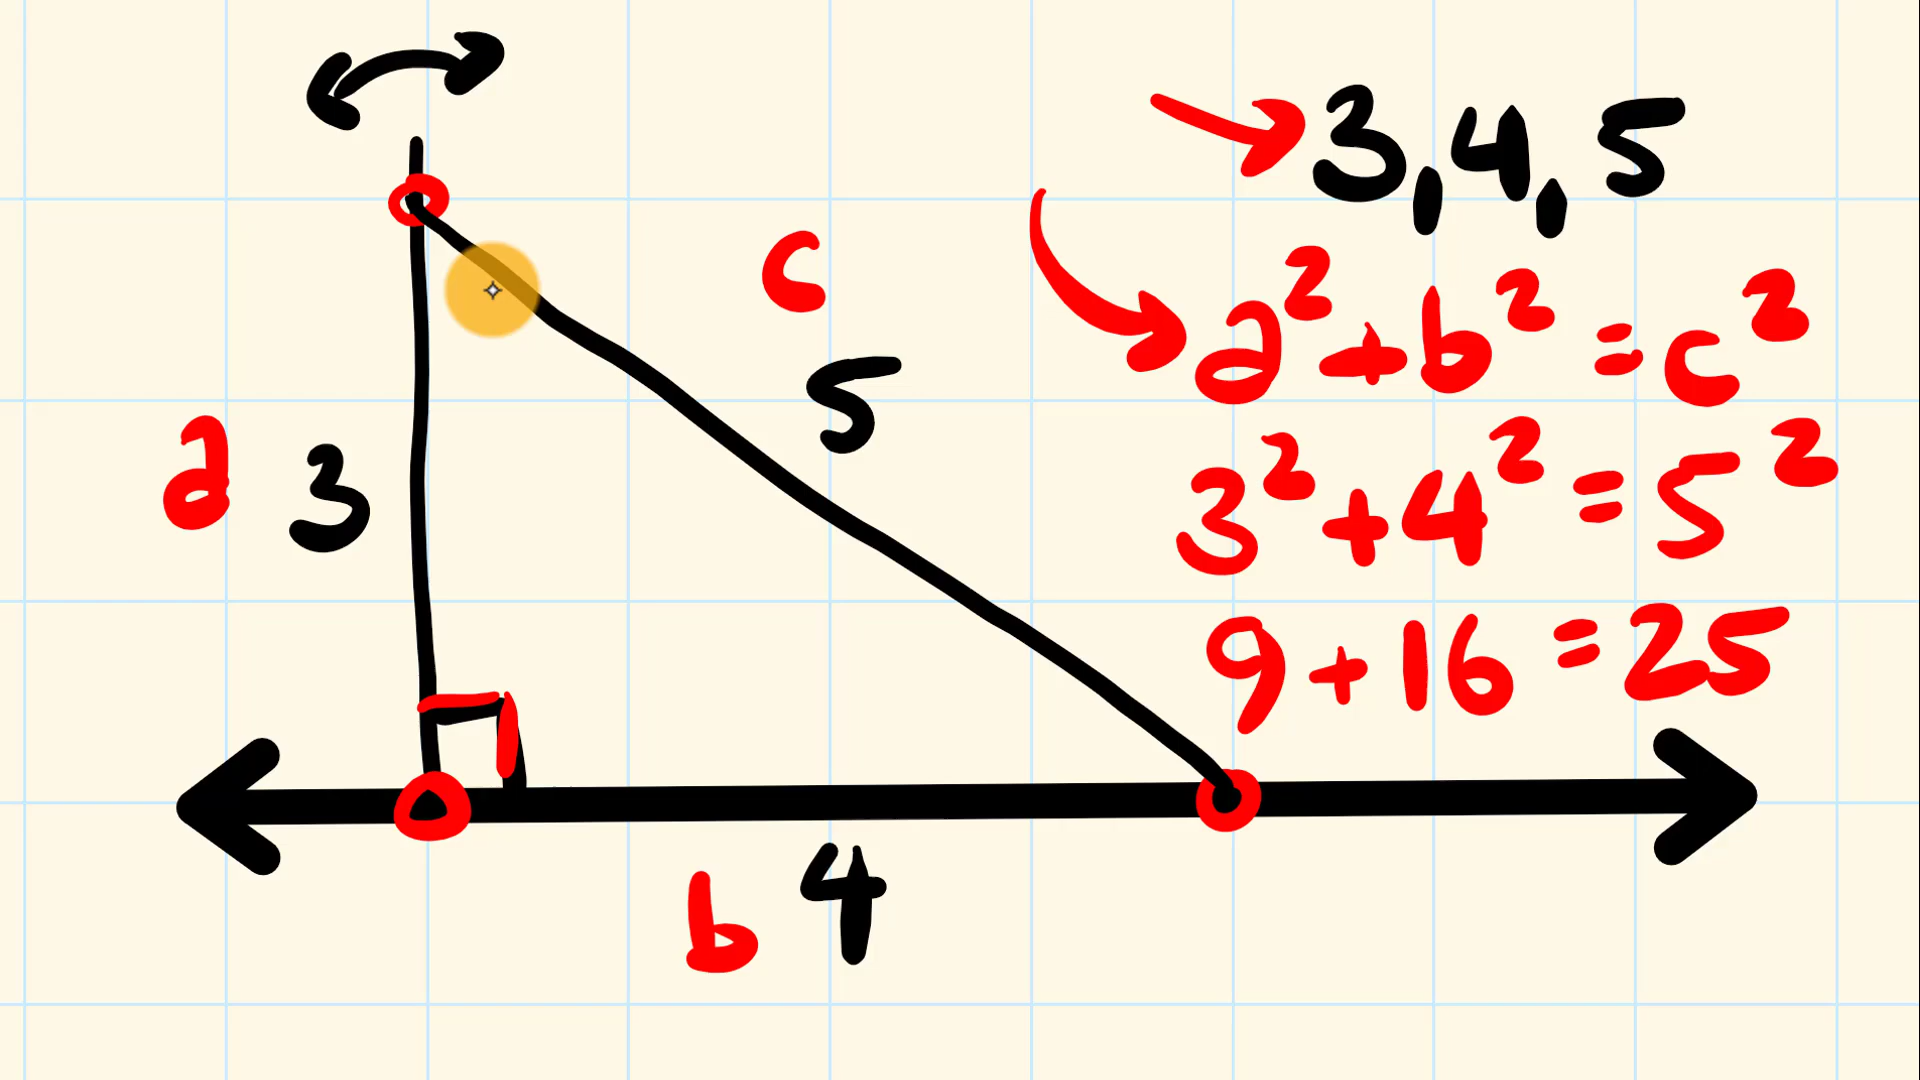 3,4,5
c
a² + b² = c²
5
a 3
3² + 4² = 5²
9 + 16 = 25
b 4